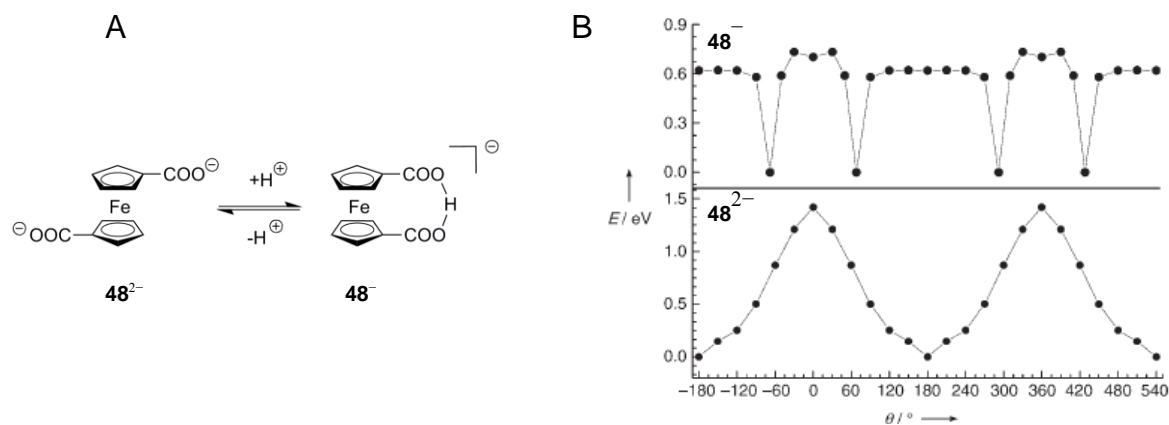 A
COO⊖
Fe
⊖OOC
48²⁻
+H⊕
-H⊕
COO
Fe
H
COO
⊖
48⁻
B
48⁻
0.9
0.6
0.3
0.0
E / eV
48²⁻
1.5
1.0
0.5
0.0
−180 −120 −60 0 60 120 180 240 300 360 420 480 540
θ / °